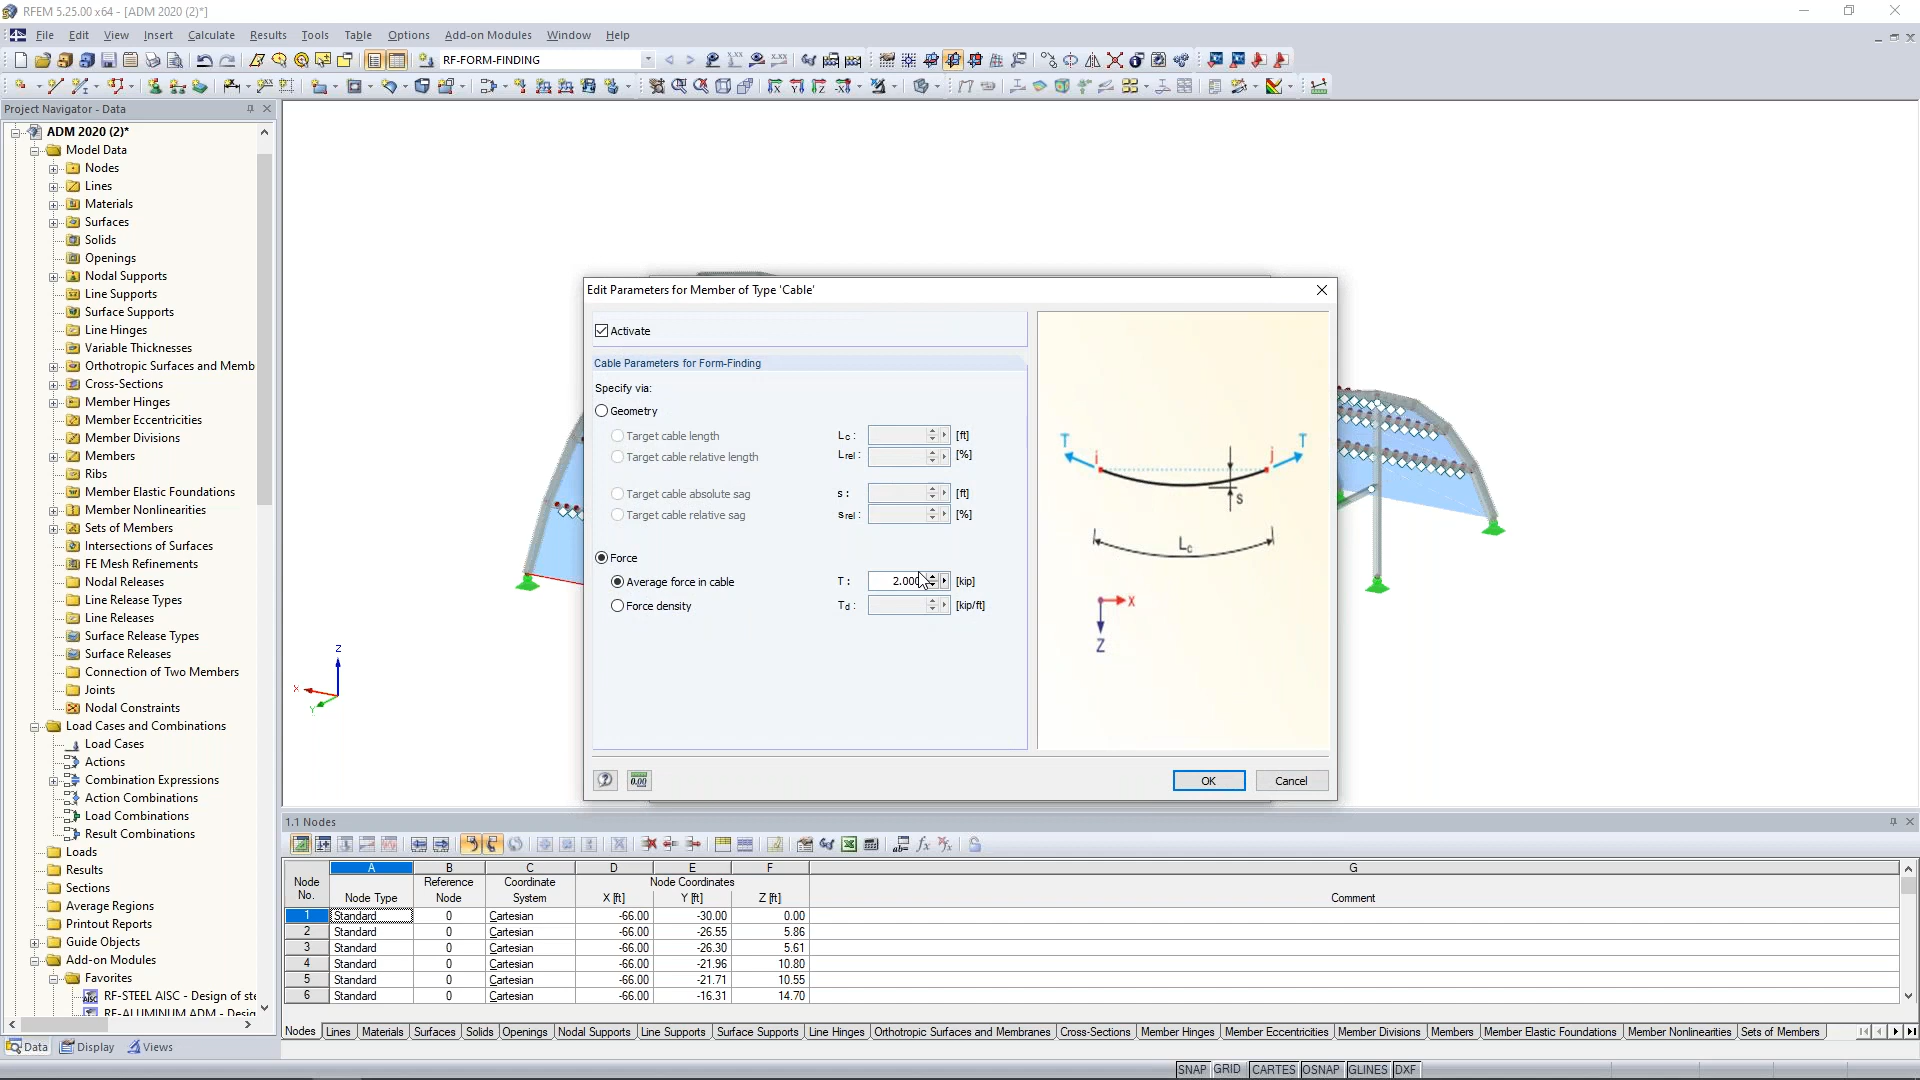 RFEM 5.25.00 x64 - [ADM 2020 (2)*]
File Edit View Insert Calculate Results Tools Table Options Add-on Modules Window Help
RF-FORM-FINDING
Project Navigator - Data
ADM 2020 (2)*
Model Data
Nodes
Lines
Materials
Surfaces
Solids
Openings
Nodal Supports
Line Supports
Surface Supports
Line Hinges
Variable Thicknesses
Orthotropic Surfaces and Memb
Cross-Sections
Member Hinges
Member Eccentricities
Member Divisions
Members
Ribs
Member Elastic Foundations
Member Nonlinearities
Sets of Members
Intersections of Surfaces
FE Mesh Refinements
Nodal Releases
Line Release Types
Line Releases
Surface Release Types
Surface Releases
Connection of Two Members
Joints
Nodal Constraints
Load Cases and Combinations
Load Cases
Actions
Combination Expressions
Action Combinations
Load Combinations
Result Combinations
Loads
Results
Sections
Average Regions
Printout Reports
Guide Objects
Add-on Modules
Favorites
RF-STEEL AISC - Design of ste
RF-ALUMINUM ADM - Desig
Data Display Views
Z
X
Y
Edit Parameters for Member of Type 'Cable'
Activate
Cable Parameters for Form-Finding
Specify via:
Geometry
Target cable length Lc : [ft]
Target cable relative length Lrel : [%]
Target cable absolute sag s : [ft]
Target cable relative sag srel : [%]
Force
Average force in cable T : 2.000 [kip]
Force density Td : [kip/ft]
T i j T
s
Lc
X
Z
0.00
OK Cancel
1.1 Nodes
A B C D E F G
Node Reference Coordinate Node Coordinates
No. Node Type Node System X [ft] Y [ft] Z [ft] Comment
1 Standard 0 Cartesian -66.00 -30.00 0.00
2 Standard 0 Cartesian -66.00 -26.55 5.86
3 Standard 0 Cartesian -66.00 -26.30 5.61
4 Standard 0 Cartesian -66.00 -21.96 10.80
5 Standard 0 Cartesian -66.00 -21.71 10.55
6 Standard 0 Cartesian -66.00 -16.31 14.70
Nodes Lines Materials Surfaces Solids Openings Nodal Supports Line Supports Surface Supports Line Hinges Orthotropic Surfaces and Membranes Cross-Sections Member Hinges Member Eccentricities Member Divisions Members Member Elastic Foundations Member Nonlinearities Sets of Members
SNAP GRID CARTES OSNAP GLINES DXF